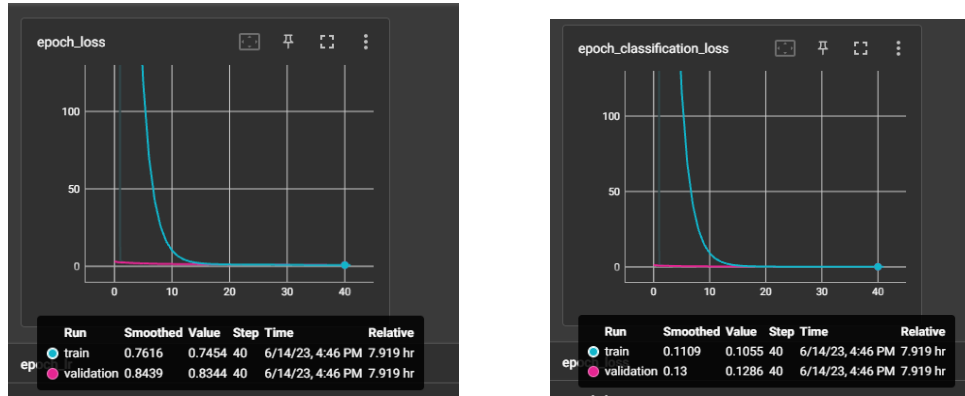 epoch_loss
100
50
0
0 10 20 30 40
Run Smoothed Value Step Time Relative
train 0.7616 0.7454 40 6/14/23, 4:46 PM 7.919 hr
validation 0.8439 0.8344 40 6/14/23, 4:46 PM 7.919 hr
epoch_classification_loss
100
50
0
0 10 20 30 40
Run Smoothed Value Step Time Relative
train 0.1109 0.1055 40 6/14/23, 4:46 PM 7.919 hr
validation 0.13 0.1286 40 6/14/23, 4:46 PM 7.919 hr